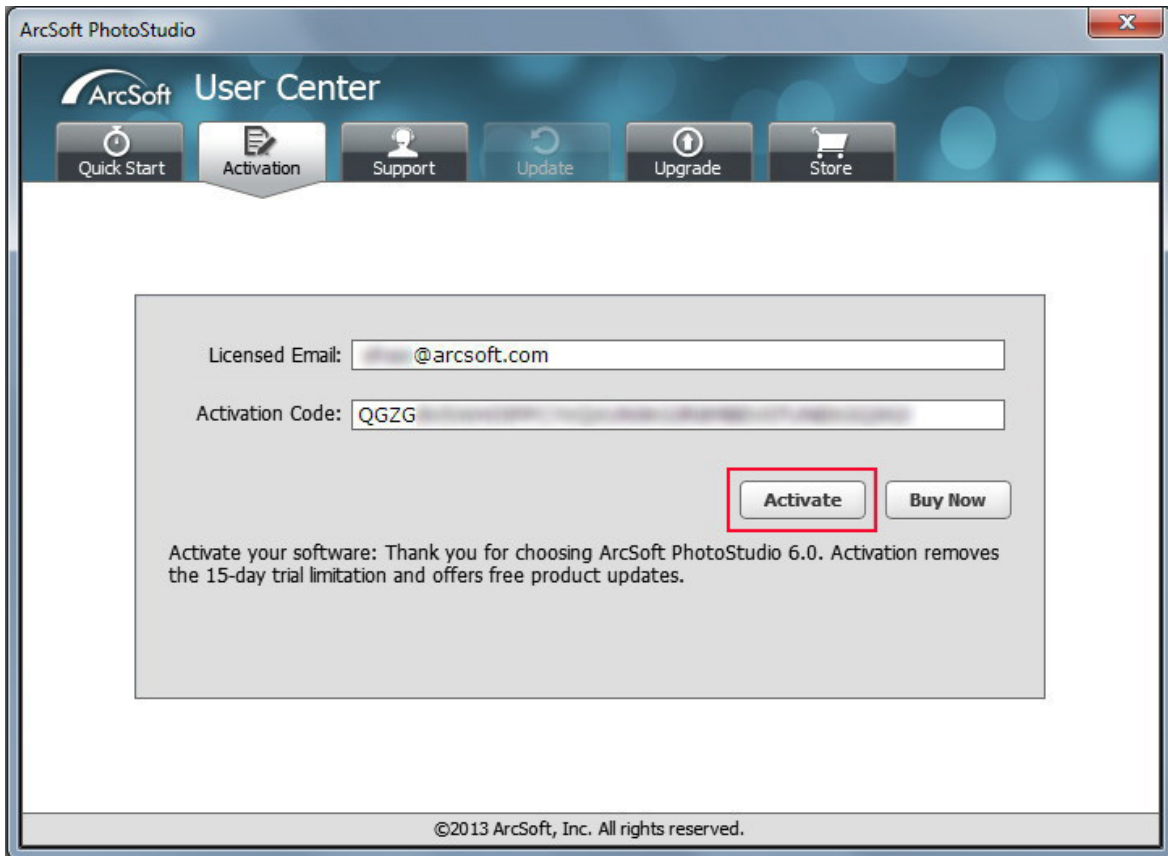 ArcSoft PhotoStudio
x
ArcSoft User Center
Quick Start Activation Support Update Upgrade Store
Licensed Email: @arcsoft.com
Activation Code: QGZG
Activate Buy Now
Activate your software: Thank you for choosing ArcSoft PhotoStudio 6.0. Activation removes
the 15-day trial limitation and offers free product updates.
©2013 ArcSoft, Inc. All rights reserved.